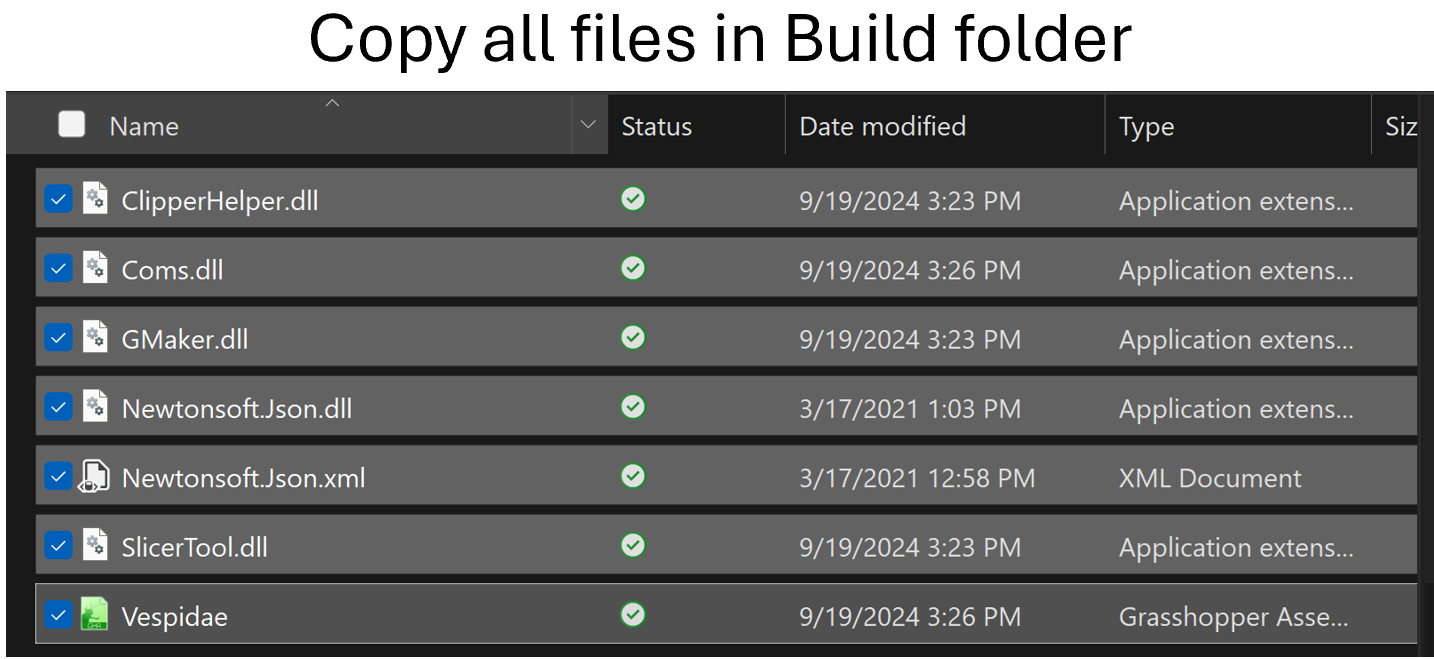 Copy all files in Build folder
Name Status Date modified Type Siz
ClipperHelper.dll 9/19/2024 3:23 PM Application extens...
Coms.dll 9/19/2024 3:26 PM Application extens...
GMaker.dll 9/19/2024 3:23 PM Application extens...
Newtonsoft.Json.dll 3/17/2021 1:03 PM Application extens...
Newtonsoft.Json.xml 3/17/2021 12:58 PM XML Document
SlicerTool.dll 9/19/2024 3:23 PM Application extens...
Vespidae 9/19/2024 3:26 PM Grasshopper Asse...